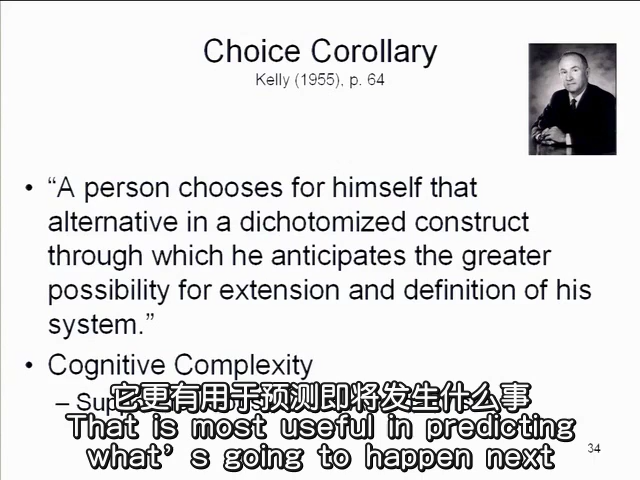 Choice Corollary
Kelly (1955), p. 64
• “A person chooses for himself that
alternative in a dichotomized construct
through which he anticipates the greater
possibility for extension and definition of his
system.”
• Cognitive Complexity
它更有用于预测即将发生什么事
That is most useful in predicting
what’s going to happen next
34